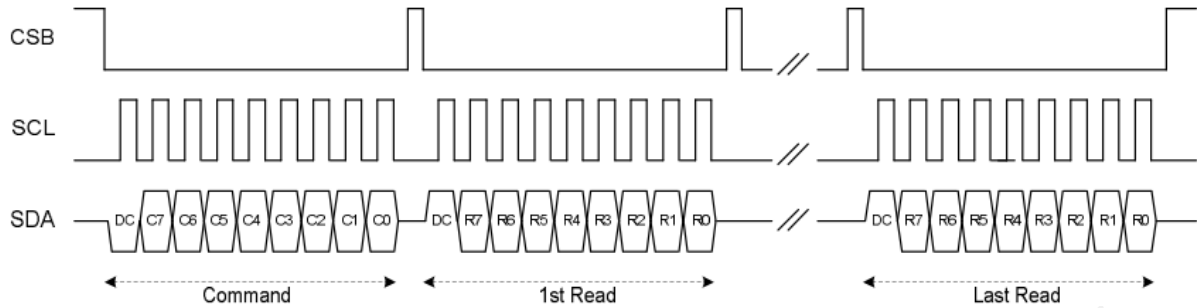 CSB
SCL
SDA DC C7 C6 C5 C4 C3 C2 C1 C0 DC R7 R6 R5 R4 R3 R2 R1 R0 DC R7 R6 R5 R4 R3 R2 R1 R0
Command 1st Read Last Read